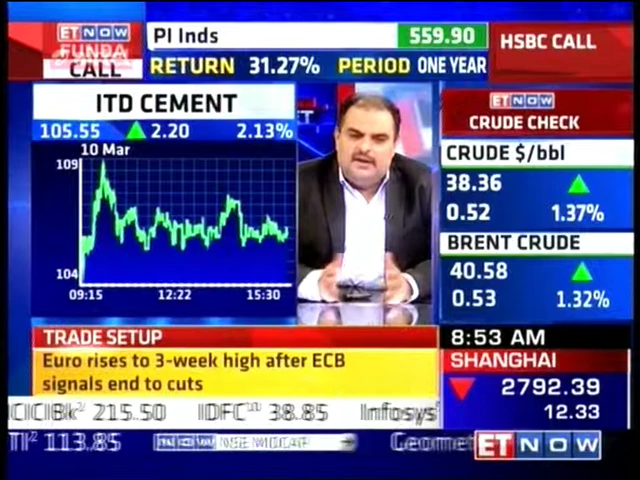 ET NOW
FUNDA
CALL
PI Inds 559.90
RETURN 31.27% PERIOD ONE YEAR
HSBC CALL
ITD CEMENT
105.55 2.20 2.13%
10 Mar
109
104
09:15 12:22 15:30
ET NOW
CRUDE CHECK
CRUDE $/bbl
38.36
0.52 1.37%
BRENT CRUDE
40.58
0.53 1.32%
TRADE SETUP
Euro rises to 3-week high after ECB
signals end to cuts
8:53 AM
SHANGHAI
2792.39
12.33
215.50 IDFC 38.85 Infosys
113.85
ET NOW